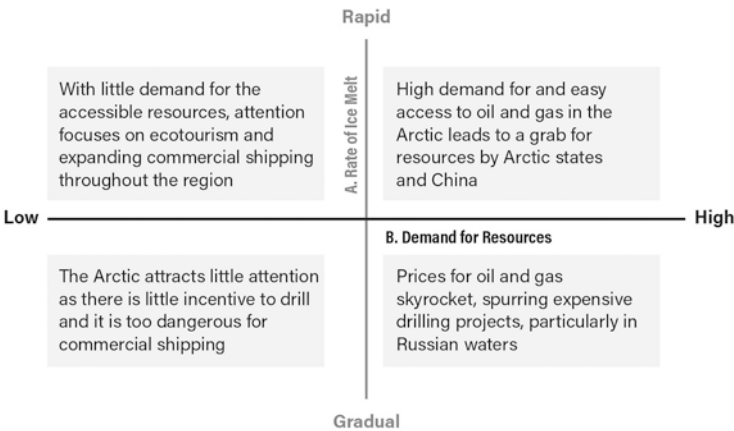 Rapid
With little demand for the
accessible resources, attention
focuses on ecotourism and
expanding commercial shipping
throughout the region
A. Rate of Ice Melt
High demand for and easy
access to oil and gas in the
Arctic leads to a grab for
resources by Arctic states
and China
Low
High
B. Demand for Resources
The Arctic attracts little attention
as there is little incentive to drill
and it is too dangerous for
commercial shipping
Prices for oil and gas
skyrocket, spurring expensive
drilling projects, particularly in
Russian waters
Gradual